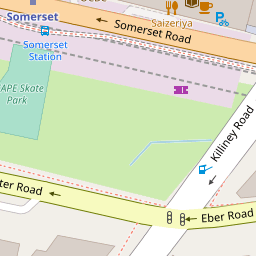 Saizeriya
Somerset
Somerset Road
Somerset
Station
APE Skate
Park
Killiney Road
ter Road
Eber Road